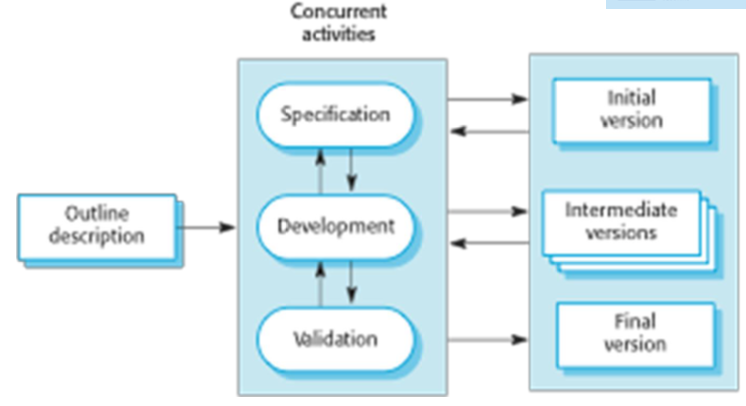 Concurrent
activities
Specification
Initial
version
Outline
description
Development
Intermediate
versions
Validation
Final
version